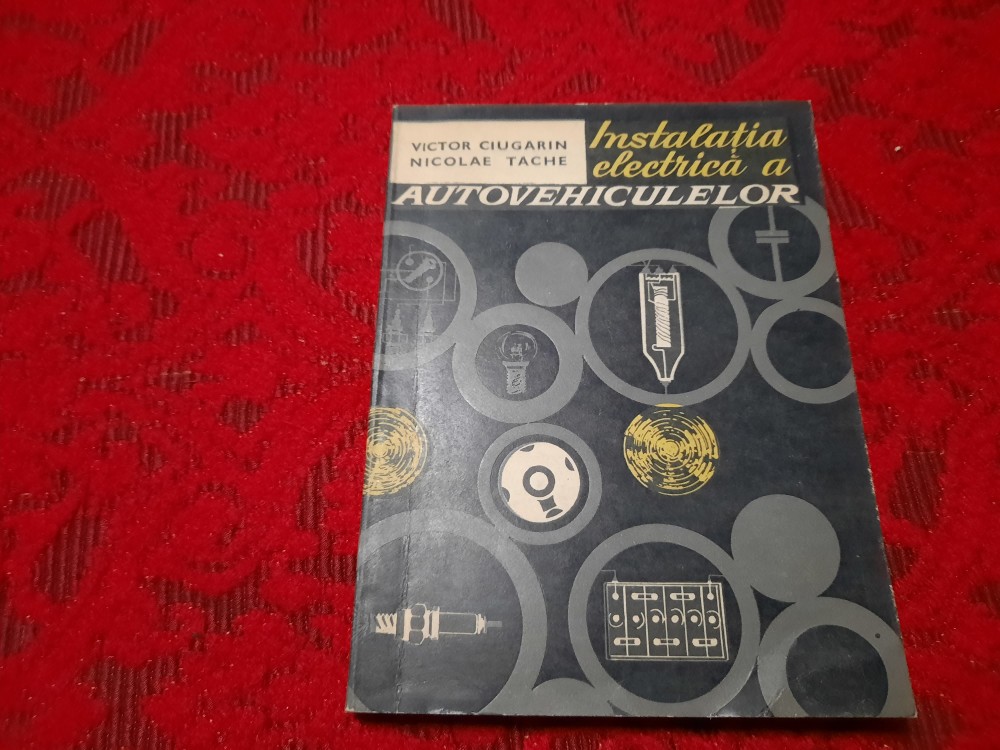 VICTOR CIUGARIN
NICOLAE TACHE
Instalația
electrică a
AUTOVEHICULELOR